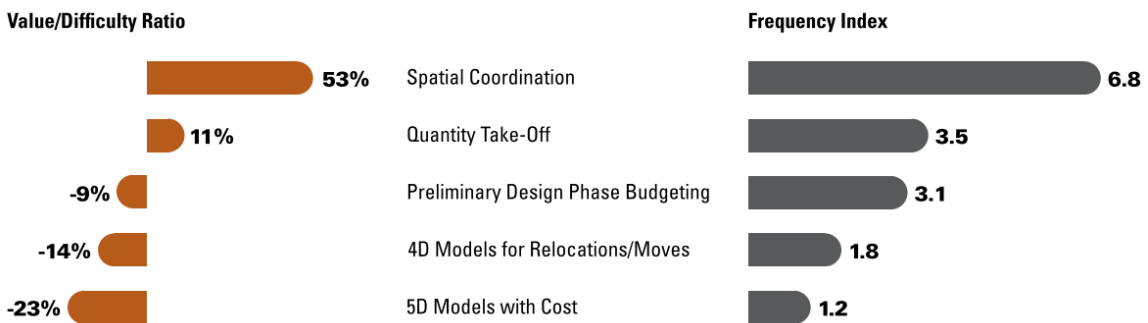 Value/Difficulty Ratio
Frequency Index
53%
Spatial Coordination
6.8
11%
Quantity Take-Off
3.5
-9%
Preliminary Design Phase Budgeting
3.1
-14%
4D Models for Relocations/Moves
1.8
-23%
5D Models with Cost
1.2